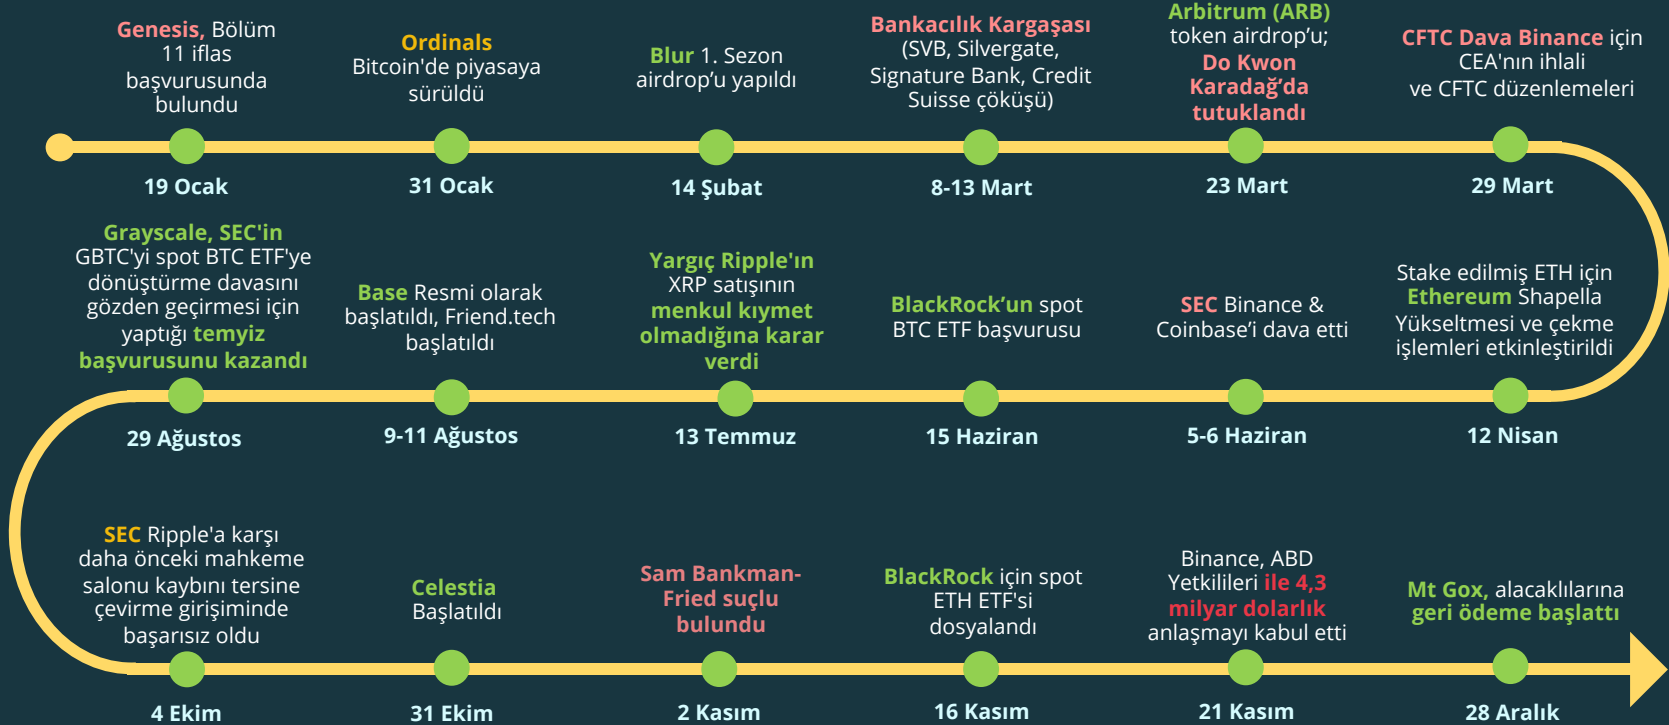 Genesis, Bölüm
11 iflas
başvurusunda
bulundu
19 Ocak
Ordinals
Bitcoin'de piyasaya
sürüldü
31 Ocak
Blur 1. Sezon
airdrop’u yapıldı
14 Şubat
Bankacılık Kargaşası
(SVB, Silvergate,
Signature Bank, Credit
Suisse çöküşü)
8-13 Mart
Arbitrum (ARB)
token airdrop’u;
Do Kwon
Karadağ’da
tutuklandı
23 Mart
CFTC Dava Binance için
CEA'nın ihlali
ve CFTC düzenlemeleri
29 Mart
Stake edilmiş ETH için
Ethereum Shapella
Yükseltmesi ve çekme
işlemleri etkinleştirildi
12 Nisan
SEC Binance &
Coinbase’i dava etti
5-6 Haziran
BlackRock’un spot
BTC ETF başvurusu
15 Haziran
Yargıç Ripple'ın
XRP satışının
menkul kıymet
olmadığına karar
verdi
13 Temmuz
Base Resmi olarak
başlatıldı, Friend.tech
başlatıldı
9-11 Ağustos
Grayscale, SEC'in
GBTC'yi spot BTC ETF'ye
dönüştürme davasını
gözden geçirmesi için
yaptığı temyiz
başvurusunu kazandı
29 Ağustos
SEC Ripple'a karşı
daha önceki mahkeme
salonu kaybını tersine
çevirme girişiminde
başarısız oldu
4 Ekim
Celestia
Başlatıldı
31 Ekim
Sam Bankman-
Fried suçlu
bulundu
2 Kasım
BlackRock için spot
ETH ETF'si
dosyalandı
16 Kasım
Binance, ABD
Yetkilileri ile 4,3
milyar dolarlık
anlaşmayı kabul etti
21 Kasım
Mt Gox, alacaklılarına
geri ödeme başlattı
28 Aralık